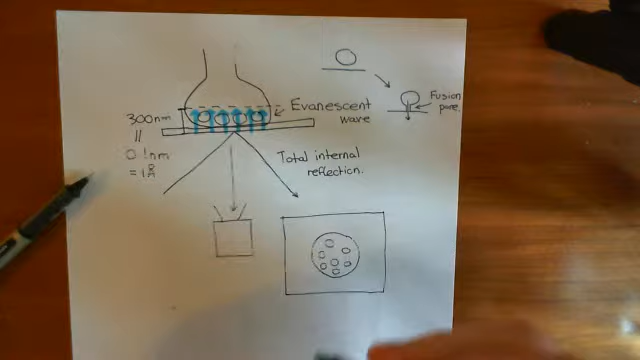 300nm
||
0.1nm
= 1Å
Evanescent
wave
Total internal
reflection.
Fusion
pore.